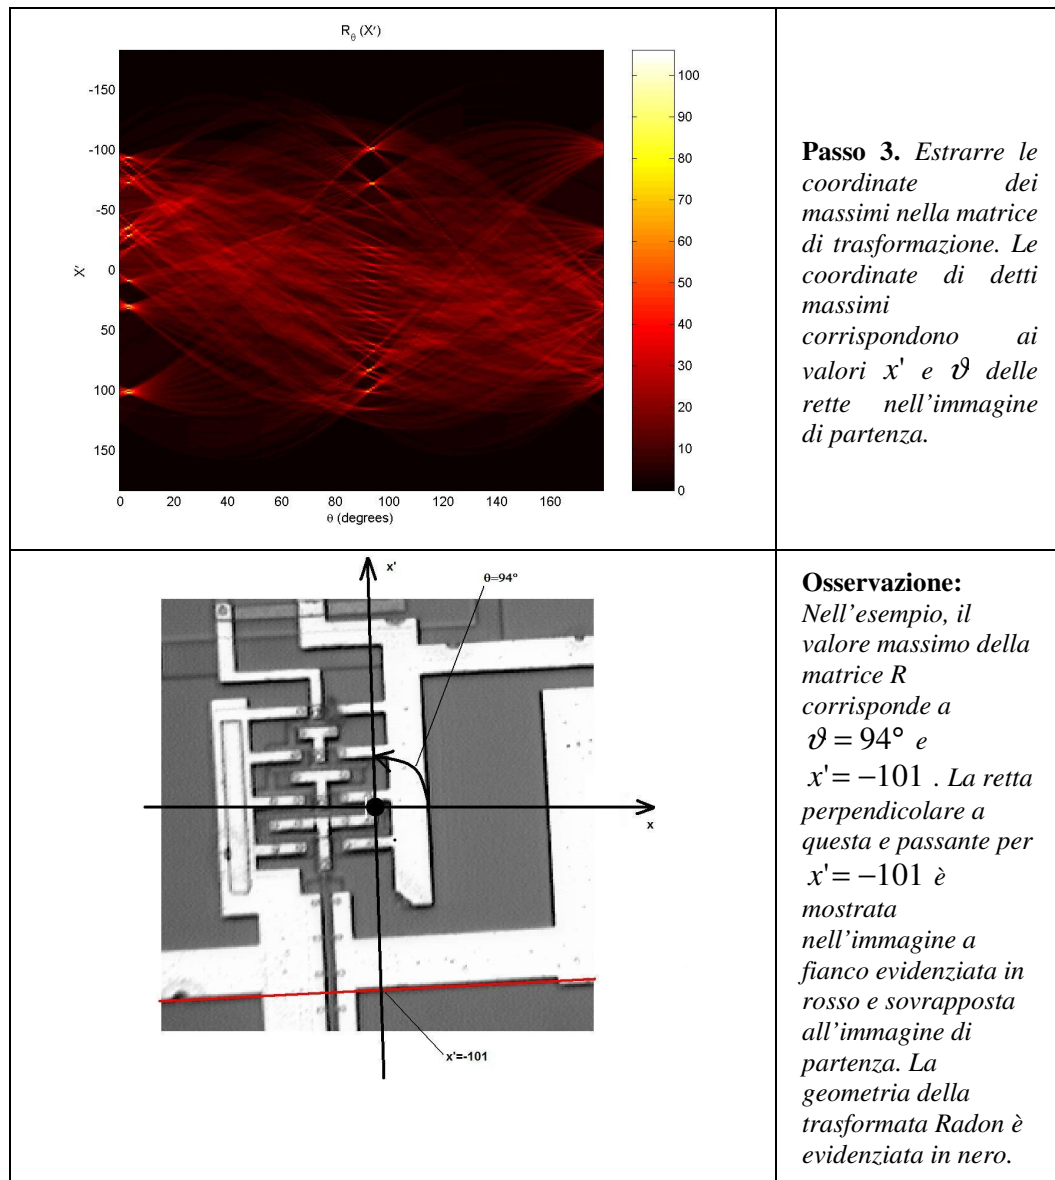 R_θ (X′)
-150
-100
-50
0
50
100
150
X′
0
20
40
60
80
100
120
140
160
θ (degrees)
100
90
80
70
60
50
40
30
20
10
0
Passo 3. Estrarre le
coordinate dei
massimi nella matrice
di trasformazione. Le
coordinate di detti
massimi
corrispondono ai
valori x' e ϑ delle
rette nell’immagine
di partenza.
x'
θ=94°
x
x'=-101
Osservazione:
Nell’esempio, il
valore massimo della
matrice R
corrisponde a
ϑ = 94° e
x'= −101 . La retta
perpendicolare a
questa e passante per
x'= −101 è
mostrata
nell’immagine a
fianco evidenziata in
rosso e sovrapposta
all’immagine di
partenza. La
geometria della
trasformata Radon è
evidenziata in nero.